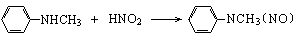 NHCH₃ + HNO₂ ⟶ NCH₃(NO)